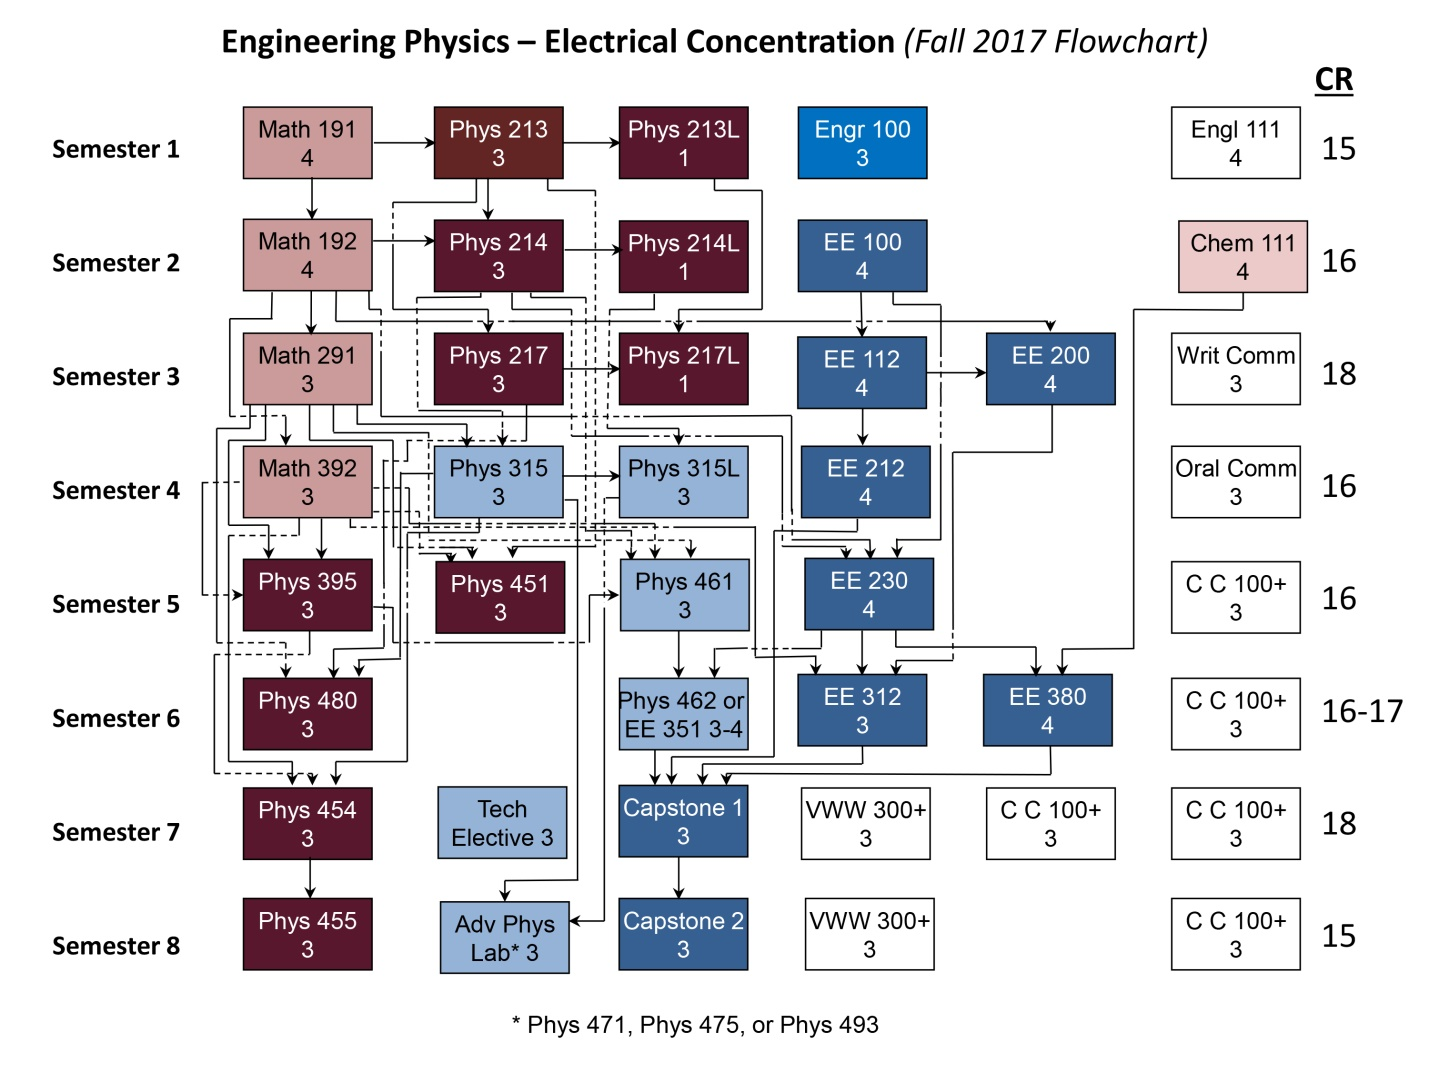 Engineering Physics – Electrical Concentration (Fall 2017 Flowchart)
CR
Semester 1
Math 191
4
Phys 213
3
Phys 213L
1
Engr 100
3
Engl 111
4
15
Semester 2
Math 192
4
Phys 214
3
Phys 214L
1
EE 100
4
Chem 111
4
16
Semester 3
Math 291
3
Phys 217
3
Phys 217L
1
EE 112
4
EE 200
4
Writ Comm
3
18
Semester 4
Math 392
3
Phys 315
3
Phys 315L
3
EE 212
4
Oral Comm
3
16
Semester 5
Phys 395
3
Phys 451
3
Phys 461
3
EE 230
4
C C 100+
3
16
Semester 6
Phys 480
3
Phys 462 or
EE 351 3-4
EE 312
3
EE 380
4
C C 100+
3
16-17
Semester 7
Phys 454
3
Tech
Elective 3
Capstone 1
3
VWW 300+
3
C C 100+
3
C C 100+
3
18
Semester 8
Phys 455
3
Adv Phys
Lab* 3
Capstone 2
3
VWW 300+
3
C C 100+
3
15
* Phys 471, Phys 475, or Phys 493